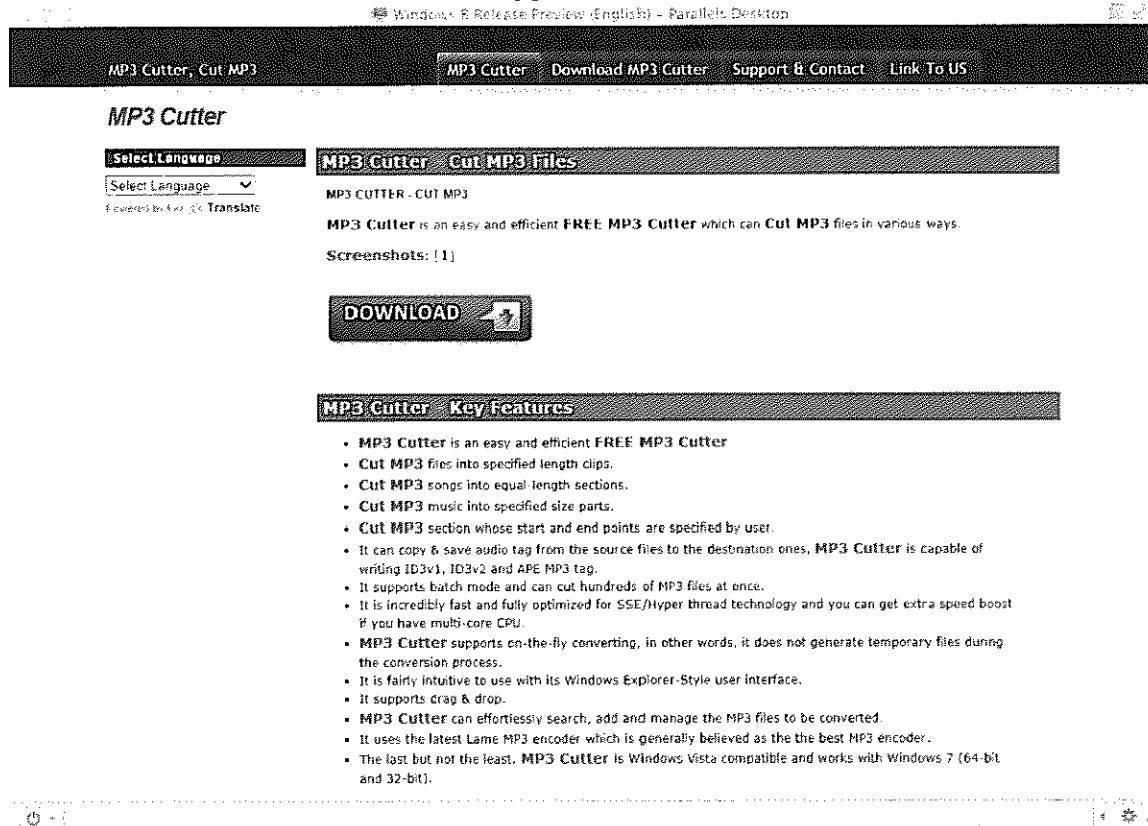 Windows 8 Release Preview (English) - Parallels Desktop
MP3 Cutter, Cut MP3
MP3 Cutter Download MP3 Cutter Support & Contact Link To US
MP3 Cutter
Select Language
Select Language
Powered by Google Translate
MP3 Cutter - Cut MP3 Files
MP3 CUTTER - CUT MP3
MP3 Cutter is an easy and efficient FREE MP3 Cutter which can Cut MP3 files in various ways.
Screenshots: [1]
DOWNLOAD
MP3 Cutter - Key Features
• MP3 Cutter is an easy and efficient FREE MP3 Cutter
• Cut MP3 files into specified length clips.
• Cut MP3 songs into equal-length sections.
• Cut MP3 music into specified size parts.
• Cut MP3 section whose start and end points are specified by user.
• It can copy & save audio tag from the source files to the destination ones, MP3 Cutter is capable of
writing ID3v1, ID3v2 and APE MP3 tag.
• It supports batch mode and can cut hundreds of MP3 files at once.
• It is incredibly fast and fully optimized for SSE/Hyper thread technology and you can get extra speed boost
if you have multi-core CPU.
• MP3 Cutter supports on-the-fly converting, in other words, it does not generate temporary files during
the conversion process.
• It is fairly intuitive to use with its Windows Explorer-Style user interface.
• It supports drag & drop.
• MP3 Cutter can effortlessly search, add and manage the MP3 files to be converted.
• It uses the latest Lame MP3 encoder which is generally believed as the the best MP3 encoder.
• The last but not the least, MP3 Cutter is Windows Vista compatible and works with Windows 7 (64-bit
and 32-bit).